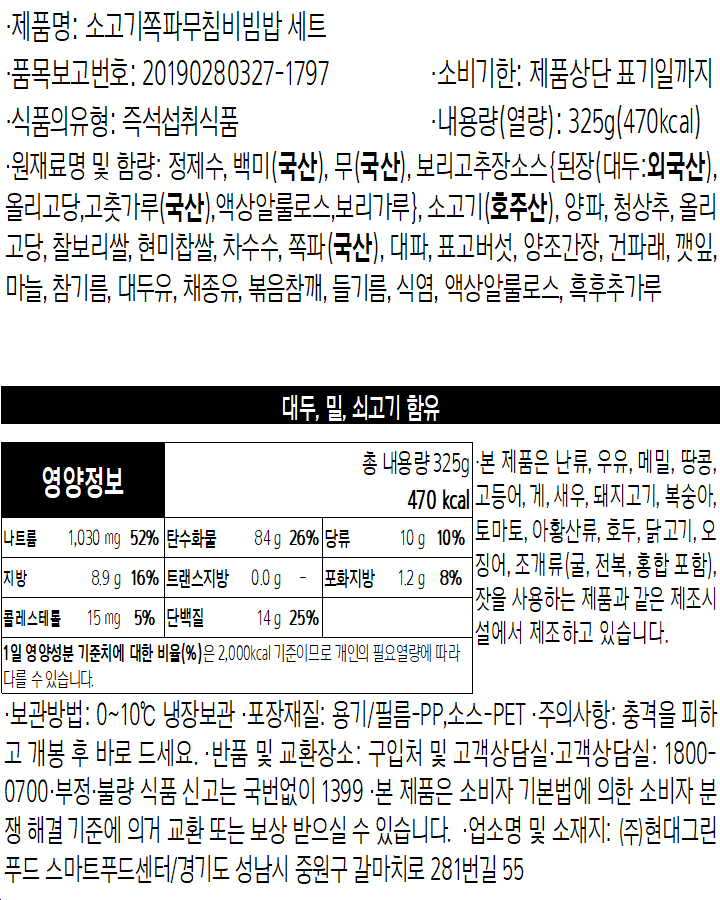 ·제품명: 소고기쪽파무침비빔밥 세트
·품목보고번호: 20190280327-1797 ·소비기한: 제품상단 표기일까지
·식품의유형: 즉석섭취식품 ·내용량(열량): 325g(470kcal)
·원재료명 및 함량: 정제수, 백미(국산), 무(국산), 보리고추장소스{된장(대두:외국산),
올리고당,고춧가루(국산),액상알룰로스,보리가루}, 소고기(호주산), 양파, 청상추, 올리
고당, 찰보리쌀, 현미찹쌀, 차수수, 쪽파(국산), 대파, 표고버섯, 양조간장, 건파래, 깻잎,
마늘, 참기름, 대두유, 채종유, 볶음참깨, 들기름, 식염, 액상알룰로스, 흑후추가루
대두, 밀, 쇠고기 함유
영양정보
총 내용량 325g
470 kcal
나트륨 1,030 mg 52% 탄수화물 84 g 26% 당류 10 g 10%
지방 8.9 g 16% 트랜스지방 0.0 g - 포화지방 1.2 g 8%
콜레스테롤 15 mg 5% 단백질 14 g 25%
1일 영양성분 기준치에 대한 비율(%)은 2,000kcal 기준이므로 개인의 필요열량에 따라
다를 수 있습니다.
·본 제품은 난류, 우유, 메밀, 땅콩,
고등어, 게, 새우, 돼지고기, 복숭아,
토마토, 아황산류, 호두, 닭고기, 오
징어, 조개류(굴, 전복, 홍합 포함),
잣을 사용하는 제품과 같은 제조시
설에서 제조하고 있습니다.
·보관방법: 0~10℃ 냉장보관 ·포장재질: 용기/필름-PP,소스-PET ·주의사항: 충격을 피하
고 개봉 후 바로 드세요. ·반품 및 교환장소: 구입처 및 고객상담실·고객상담실: 1800-
0700·부정·불량 식품 신고는 국번없이 1399 ·본 제품은 소비자 기본법에 의한 소비자 분
쟁 해결 기준에 의거 교환 또는 보상 받으실 수 있습니다. ·업소명 및 소재지: (주)현대그린
푸드 스마트푸드센터/경기도 성남시 중원구 갈마치로 281번길 55